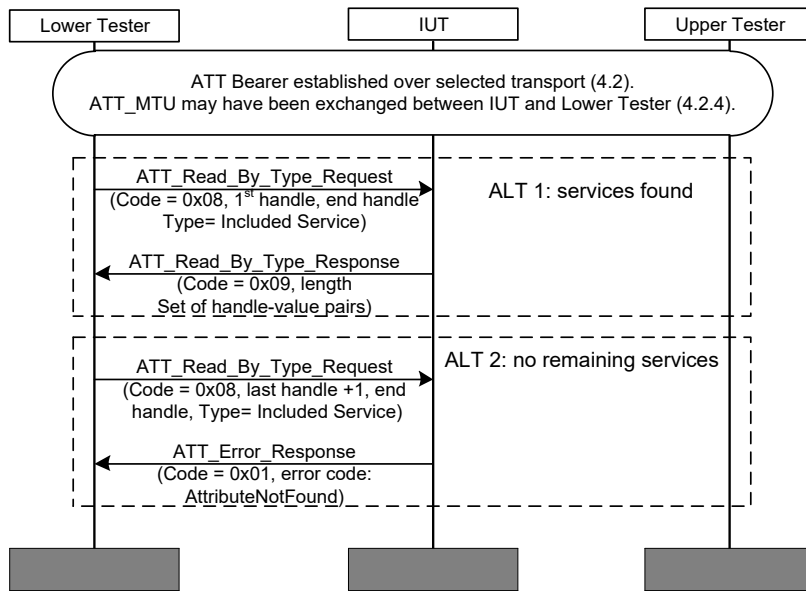 Lower Tester
IUT
Upper Tester
ATT Bearer established over selected transport (4.2).
ATT_MTU may have been exchanged between IUT and Lower Tester (4.2.4).
ATT_Read_By_Type_Request
(Code = 0x08, 1st handle, end handle
Type= Included Service)
ALT 1: services found
ATT_Read_By_Type_Response
(Code = 0x09, length
Set of handle-value pairs)
ATT_Read_By_Type_Request
(Code = 0x08, last handle +1, end
handle, Type= Included Service)
ALT 2: no remaining services
ATT_Error_Response
(Code = 0x01, error code:
AttributeNotFound)